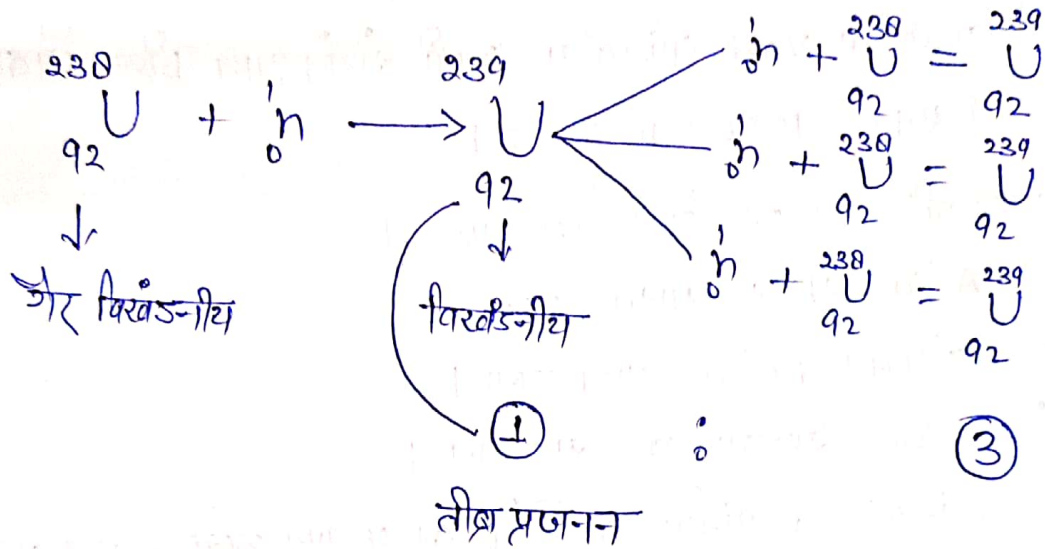 ²³⁸₉₂U + ¹₀n ⟶ ²³⁹₉₂U
¹₀n + ²³⁸₉₂U = ²³⁹₉₂U
¹₀n + ²³⁸₉₂U = ²³⁹₉₂U
¹₀n + ²³⁸₉₂U = ²³⁹₉₂U
↓ ↓
गैर विखंडनीय विखंडनीय
① : ③
तीव्र प्रजनन